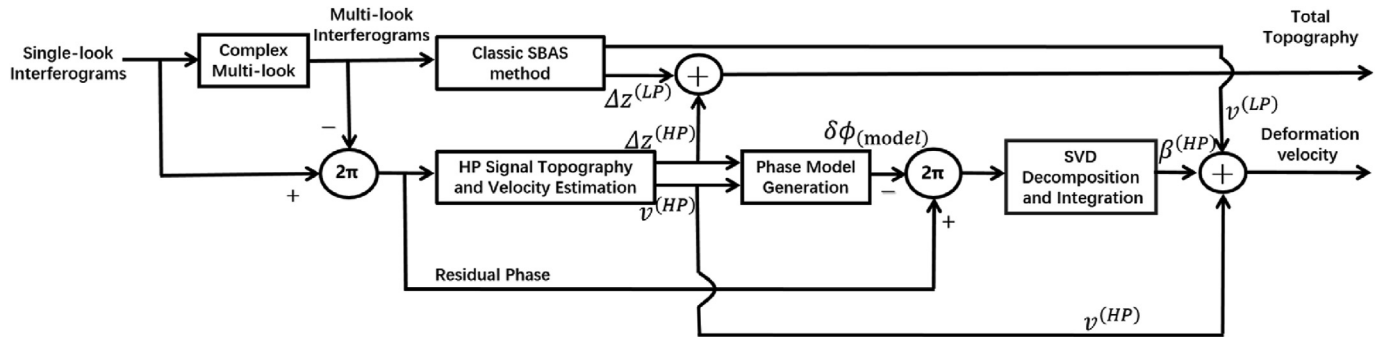 Single-look
Interferograms
Complex
Multi-look
Multi-look
Interferograms
Classic SBAS
method
Δz^(LP)
+
Total
Topography
v^(LP)
−
+
2π
HP Signal Topography
and Velocity Estimation
Δz^(HP)
v^(HP)
Phase Model
Generation
δϕ_(model)
−
2π
+
SVD
Decomposition
and Integration
β^(HP)
+
Deformation
velocity
Residual Phase
v^(HP)